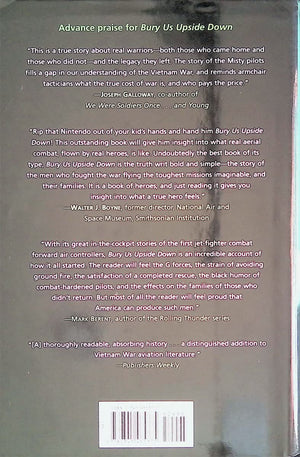 Advance praise for Bury Us Upside Down
"This is a true story about real warriors—both those who came home and
those who did not—and the legacy they left. The story of the Misty pilots
fills a gap in our understanding of the Vietnam War, and reminds armchair
tacticians what the true cost of war is, and who pays the price."
—JOSEPH GALLOWAY, co-author of
We Were Soldiers Once . . . and Young
"Rip that Nintendo out of your kid's hands and hand him Bury Us Upside
Down! This outstanding book will give him insight into what real aerial
combat, flown by real heroes, is like. Undoubtedly the best book of its
type, Bury Us Upside Down is the truth writ bold and simple—the story of
the men who fought the war flying the toughest missions imaginable, and
their families. It is a book of heroes, and just reading it gives you
insight into what a true hero feels."
—WALTER J. BOYNE, former director, National Air and
Space Museum, Smithsonian Institution
"With its great in-the-cockpit stories of the first jet-fighter combat
forward air controllers, Bury Us Upside Down is an incredible account of
how it all started. The reader will feel the G forces, the strain of avoiding
ground fire, the satisfaction of a completed rescue, the black humor of
combat-hardened pilots, and the effects on the families of those who
didn't return. But most of all the reader will feel proud that
America can produce such men."
—MARK BERENT, author of the Rolling Thunder series
"[A] thoroughly readable, absorbing history . . . a distinguished addition to
Vietnam War aviation literature."
—Publishers Weekly